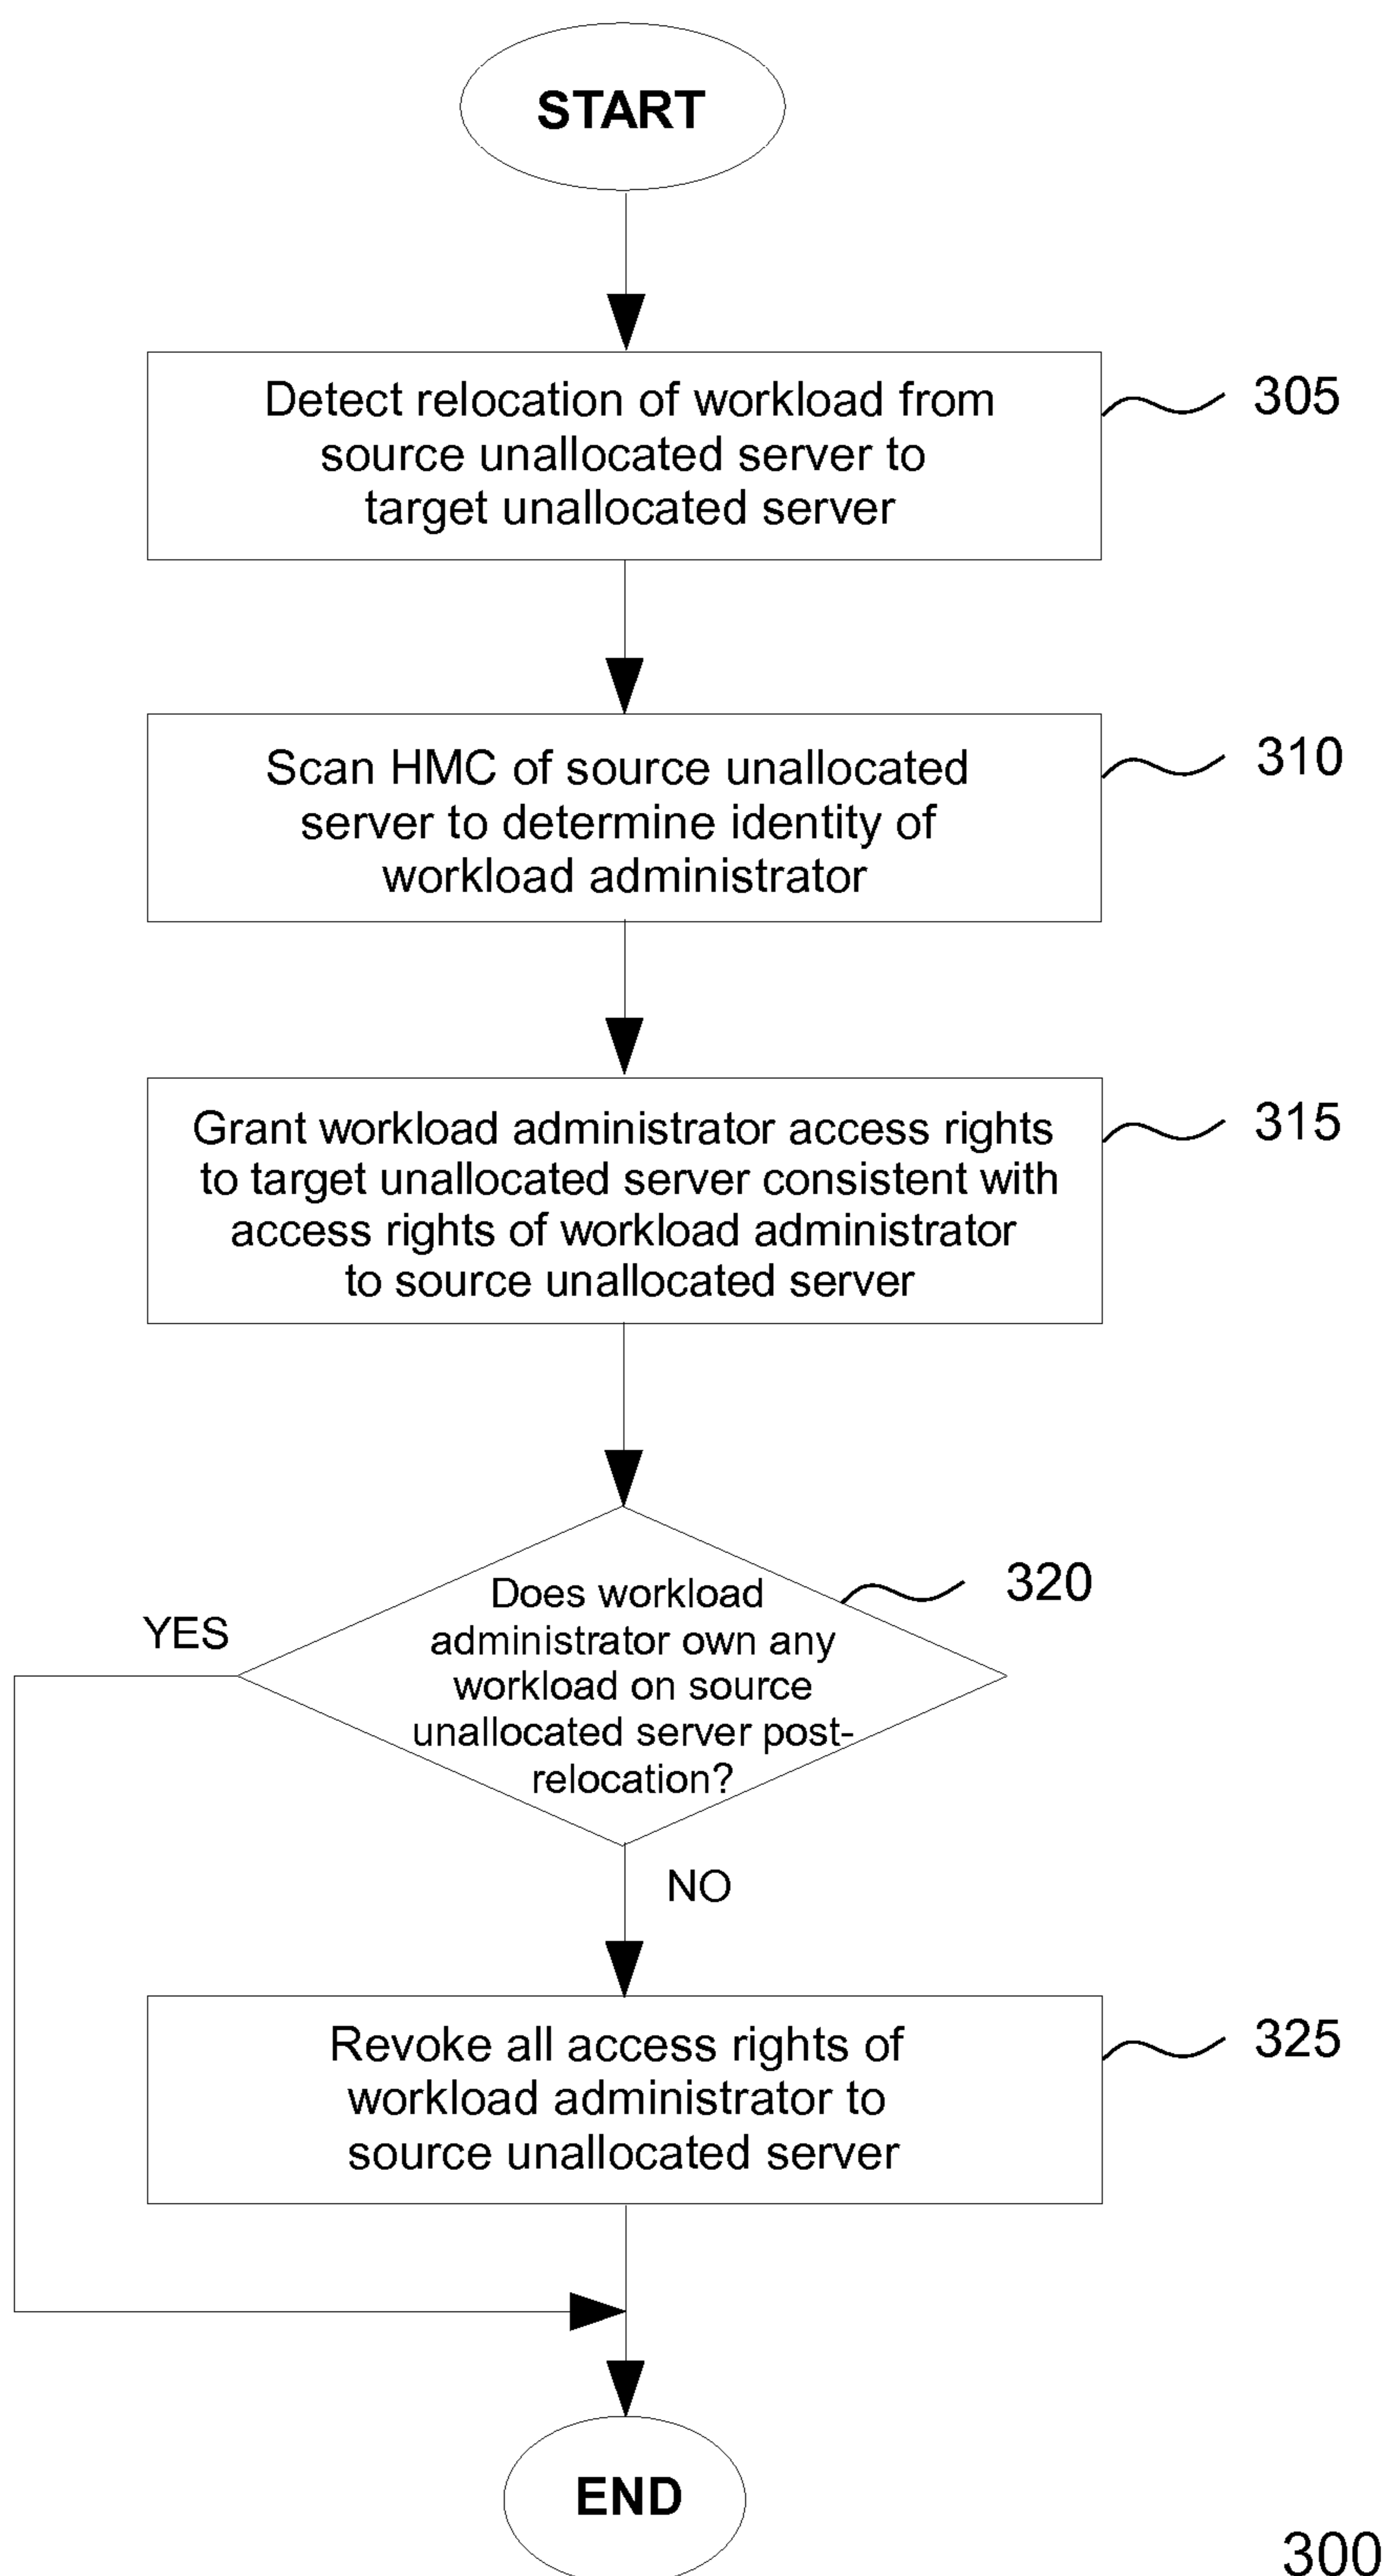 START
Detect relocation of workload from
source unallocated server to
target unallocated server
305
Scan HMC of source unallocated
server to determine identity of
workload administrator
310
Grant workload administrator access rights
to target unallocated server consistent with
access rights of workload administrator
to source unallocated server
315
Does workload
administrator own any
workload on source
unallocated server post-
relocation?
320
YES
NO
Revoke all access rights of
workload administrator to
source unallocated server
325
END
300